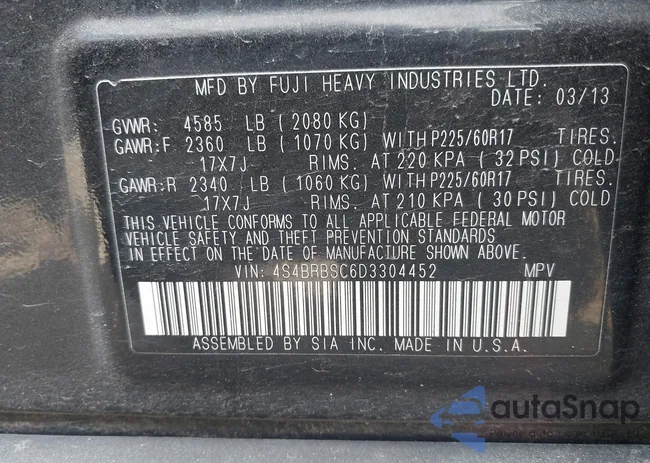 MFD BY FUJI HEAVY INDUSTRIES LTD.
DATE: 03/13
GVWR: 4585 LB (2080 KG)
GAWR:F 2360 LB (1070 KG) WITH P225/60R17 TIRES.
17X7J RIMS. AT 220 KPA (32 PSI) COLD
GAWR:R 2340 LB (1060 KG) WITH P225/60R17 TIRES.
17X7J RIMS. AT 210 KPA (30 PSI) COLD
THIS VEHICLE CONFORMS TO ALL APPLICABLE FEDERAL MOTOR
VEHICLE SAFETY AND THEFT PREVENTION STANDARDS
IN EFFECT ON THE DATE OF MANUFACTURE SHOWN ABOVE.
VIN: 4S4BRBSC6D3304452 MPV
ASSEMBLED BY SIA INC. MADE IN U.S.A.
autoSnap
BY CARFAST EXPRESS